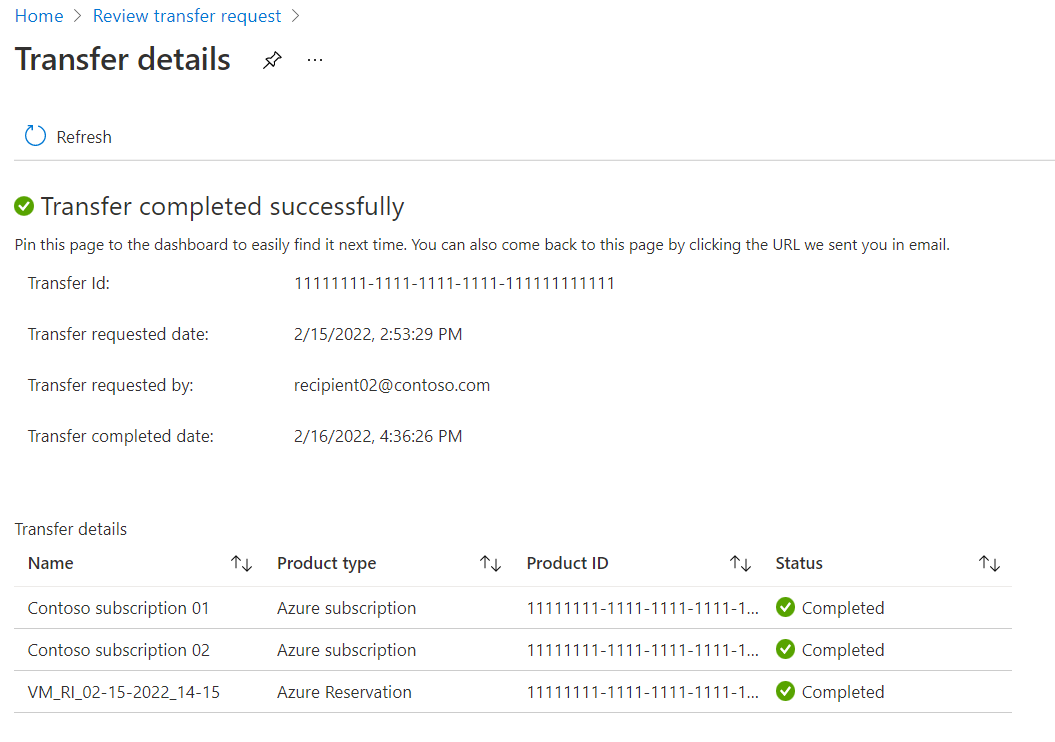 Home > Review transfer request >
Transfer details ...
Refresh
Transfer completed successfully
Pin this page to the dashboard to easily find it next time. You can also come back to this page by clicking the URL we sent you in email.
Transfer Id: 11111111-1111-1111-1111-111111111111
Transfer requested date: 2/15/2022, 2:53:29 PM
Transfer requested by: recipient02@contoso.com
Transfer completed date: 2/16/2022, 4:36:26 PM
Transfer details
Name Product type Product ID Status
Contoso subscription 01 Azure subscription 11111111-1111-1111-1111-1... Completed
Contoso subscription 02 Azure subscription 11111111-1111-1111-1111-1... Completed
VM_RI_02-15-2022_14-15 Azure Reservation 11111111-1111-1111-1111-1... Completed